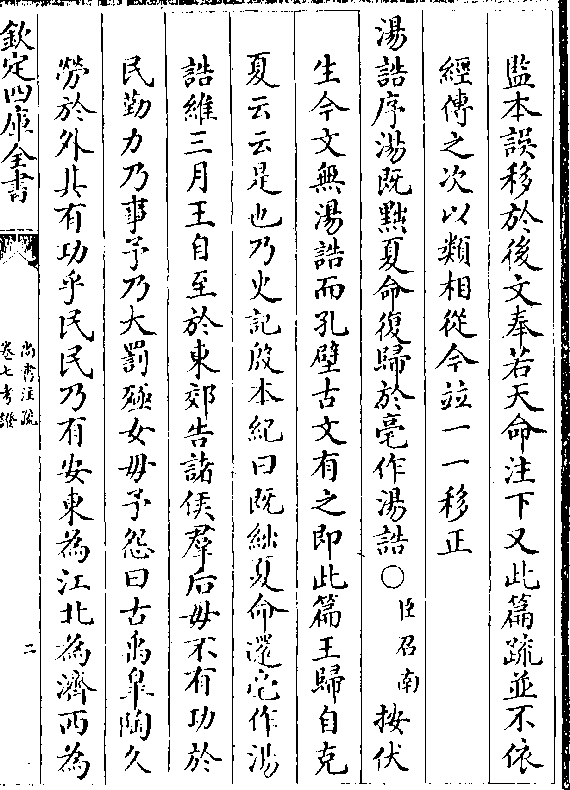 監本誤移於後文奉若天命注下又此篇疏並不依
經傳之次以類相從今並一一移正
湯誥序湯既黜夏命復歸於亳作湯誥〇臣召南按伏
生今文無湯誥而孔壁古文有之即此篇王歸自克
夏云云是也乃史記殷本紀曰既絀夏命還亳作湯
誥維三月王自至於東郊告諸侯羣后毋不有功於
民勤力乃事予乃大罰殛女毋予怨曰古禹臯陶久
勞於外其有功乎民民乃有安東為江北為濟西為
欽定四庫全書
尚書注疏
卷七考證
二